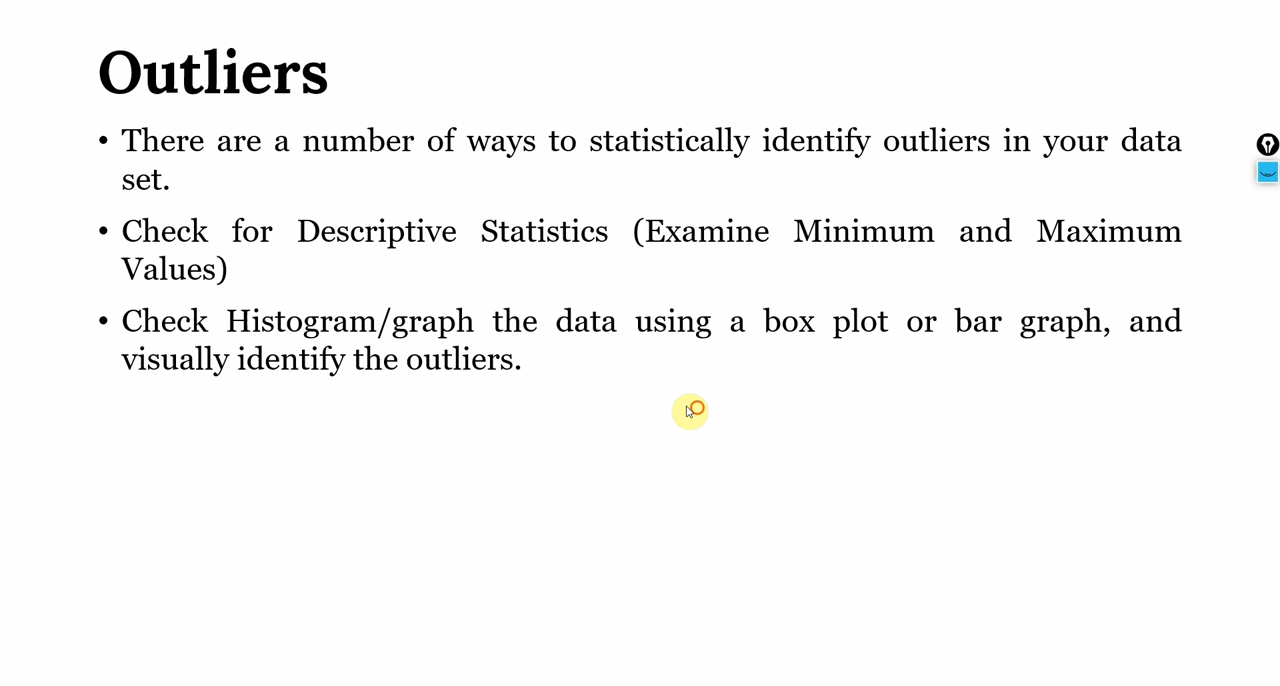 Outliers
• There are a number of ways to statistically identify outliers in your data
set.
• Check for Descriptive Statistics (Examine Minimum and Maximum
Values)
• Check Histogram/graph the data using a box plot or bar graph, and
visually identify the outliers.